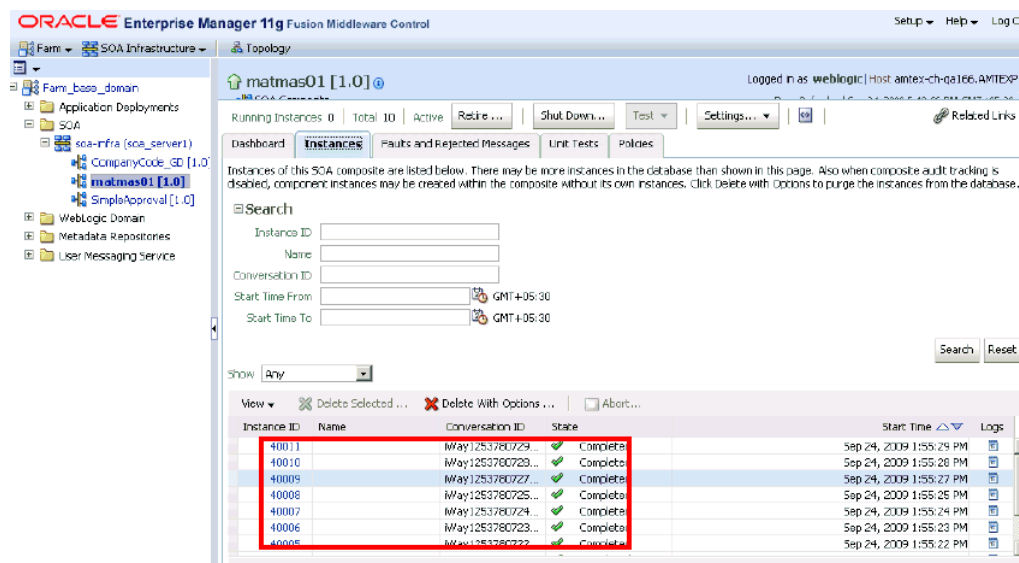 ORACLE Enterprise Manager 11g Fusion Middleware Control
Setup Help Log C
Farm SOA Infrastructure Topology
Farm_base_domain
Application Deployments
SOA
soa-infra (soa_server1)
CompanyCode_GD [1.0]
matmas01 [1.0]
SimpleApproval [1.0]
WebLogic Domain
Metadata Repositories
User Messaging Service
matmas01 [1.0]
Logged in as weblogic| Host amtex-ch-qa166.AMTEXP
Running Instances 0 Total 10 Active Retire ... Shut Down... Test Settings... Related Links
Dashboard Instances Faults and Rejected Messages Unit Tests Policies
Instances of this SOA composite are listed below. There may be more instances in the database than shown in this page. Also when composite audit tracking is
disabled, component instances may be created within the composite without its own instances. Click Delete with Options to purge the instances from the database.
Search
Instance ID
Name
Conversation ID
Start Time From GMT+05:30
Start Time To GMT+05:30
Search Reset
Show Any
View Delete Selected ... Delete With Options ... Abort...
Instance ID Name Conversation ID State Start Time Logs
40011 iWay1253780729... Completed Sep 24, 2009 1:55:29 PM
40010 iWay1253780728... Completed Sep 24, 2009 1:55:28 PM
40009 iWay1253780727... Completed Sep 24, 2009 1:55:27 PM
40008 iWay1253780725... Completed Sep 24, 2009 1:55:25 PM
40007 iWay1253780724... Completed Sep 24, 2009 1:55:24 PM
40006 iWay1253780723... Completed Sep 24, 2009 1:55:23 PM
40005 iWay1253780722... Completed Sep 24, 2009 1:55:22 PM